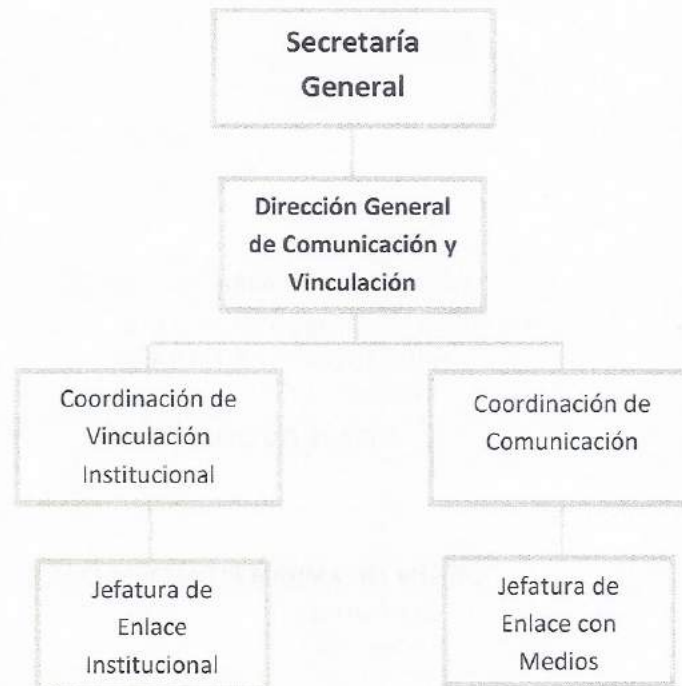 Secretaría
General
Dirección General
de Comunicación y
Vinculación
Coordinación de
Vinculación
Institucional
Coordinación de
Comunicación
Jefatura de
Enlace
Institucional
Jefatura de
Enlace con
Medios